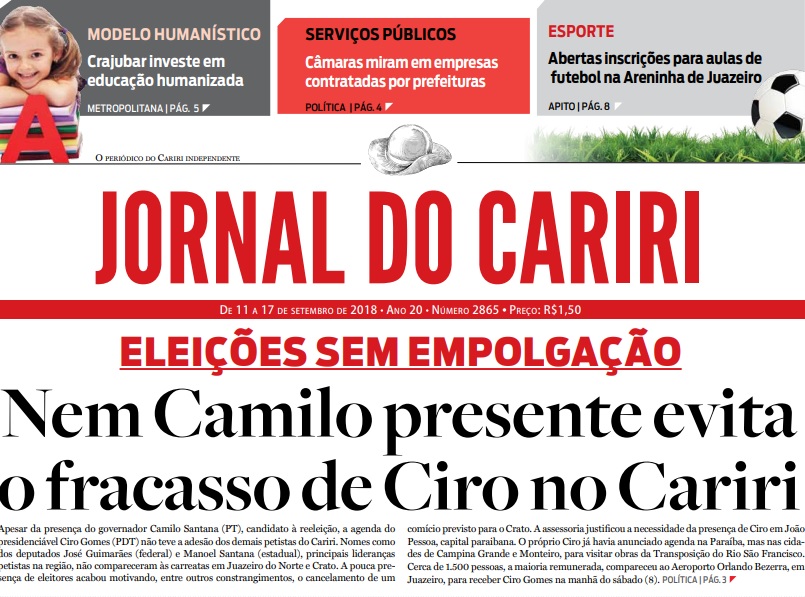 MODELO HUMANÍSTICO
Crajubar investe em
educação humanizada
METROPOLITANA | PÁG. 5
A
SERVIÇOS PÚBLICOS
Câmaras miram em empresas
contratadas por prefeituras
POLÍTICA | PÁG. 4
ESPORTE
Abertas inscrições para aulas de
futebol na Areninha de Juazeiro
APITO | PÁG. 8
O PERIÓDICO DO CARIRI INDEPENDENTE
JORNAL DO CARIRI
DE 11 A 17 DE SETEMBRO DE 2018 • ANO 20 • NÚMERO 2865 • PREÇO: R$1,50
ELEIÇÕES SEM EMPOLGAÇÃO
Nem Camilo presente evita
o fracasso de Ciro no Cariri
Apesar da presença do governador Camilo Santana (PT), candidato à reeleição, a agenda do
presidenciável Ciro Gomes (PDT) não teve a adesão dos demais petistas do Cariri. Nomes como
dos deputados José Guimarães (federal) e Manoel Santana (estadual), principais lideranças
petistas na região, não compareceram às carreatas em Juazeiro do Norte e Crato. A pouca pre-
sença de eleitores acabou motivando, entre outros constrangimentos, o cancelamento de um
comício previsto para o Crato. A assessoria justificou a necessidade da presença de Ciro em João
Pessoa, capital paraibana. O próprio Ciro já havia anunciado agenda na Paraíba, mas nas cida-
des de Campina Grande e Monteiro, para visitar obras da Transposição do Rio São Francisco.
Cerca de 1.500 pessoas, a maioria remunerada, compareceu ao Aeroporto Orlando Bezerra, em
Juazeiro, para receber Ciro Gomes na manhã do sábado (8). POLÍTICA | PÁG. 3